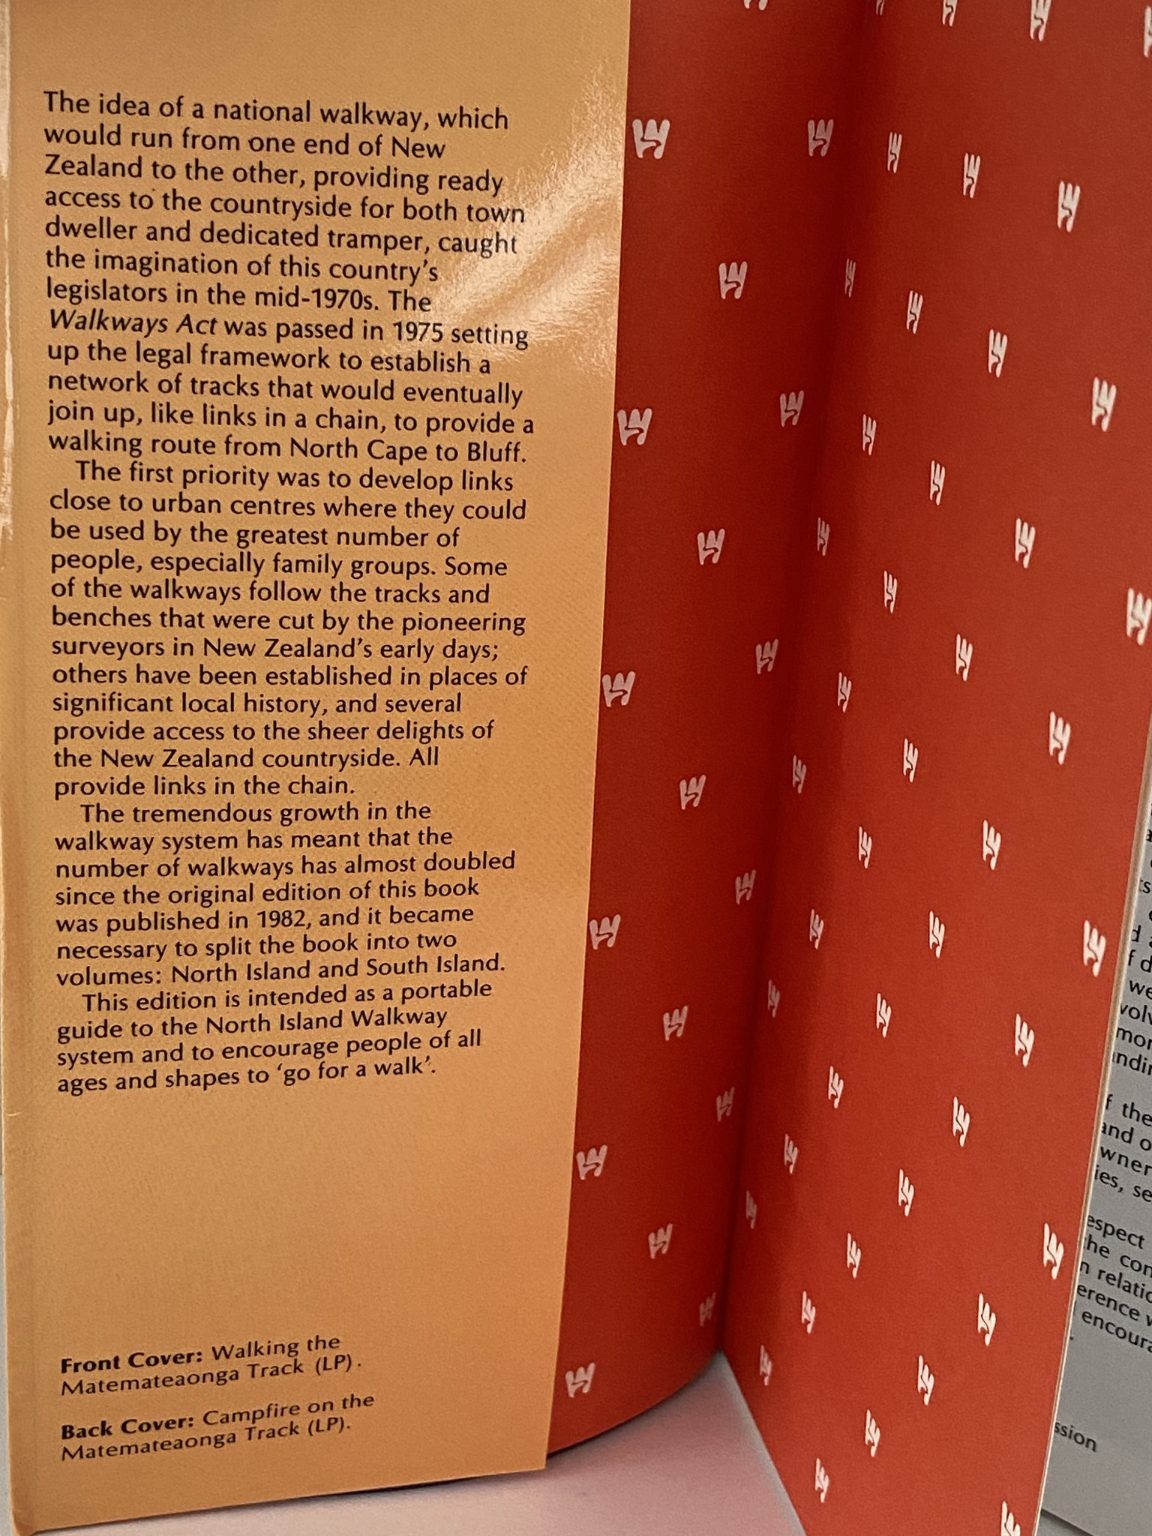 The idea of a national walkway, which
would run from one end of New
Zealand to the other, providing ready
access to the countryside for both town
dweller and dedicated tramper, caught
the imagination of this country's
legislators in the mid-1970s. The
Walkways Act was passed in 1975 setting
up the legal framework to establish a
network of tracks that would eventually
join up, like links in a chain, to provide a
walking route from North Cape to Bluff.
The first priority was to develop links
close to urban centres where they could
be used by the greatest number of
people, especially family groups. Some
of the walkways follow the tracks and
benches that were cut by the pioneering
surveyors in New Zealand's early days;
others have been established in places of
significant local history, and several
provide access to the sheer delights of
the New Zealand countryside. All
provide links in the chain.
The tremendous growth in the
walkway system has meant that the
number of walkways has almost doubled
since the original edition of this book
was published in 1982, and it became
necessary to split the book into two
volumes: North Island and South Island.
This edition is intended as a portable
guide to the North Island Walkway
system and to encourage people of all
ages and shapes to 'go for a walk'.
Front Cover: Walking the
Matemateaonga Track (LP).
Back Cover: Campfire on the
Matemateaonga Track (LP).
f the
and o
espect